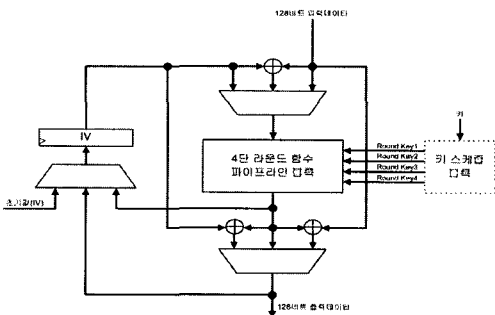 128비트 입력데이타
IV
4단 라운드 함수
파이프라인 블럭
Round Key1
Round Key2
Round Key3
Round Key4
키
키 스케쥴
블럭
초기값(IV)
128비트 출력데이타